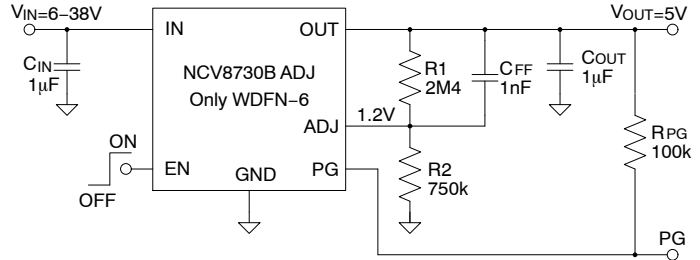 VIN=6–38V
VOUT=5V
IN
OUT
CIN
1µF
NCV8730B ADJ
Only WDFN–6
R1
2M4
CFF
1nF
COUT
1µF
1.2V
ADJ
RPG
100k
ON
OFF
EN
GND
PG
R2
750k
PG